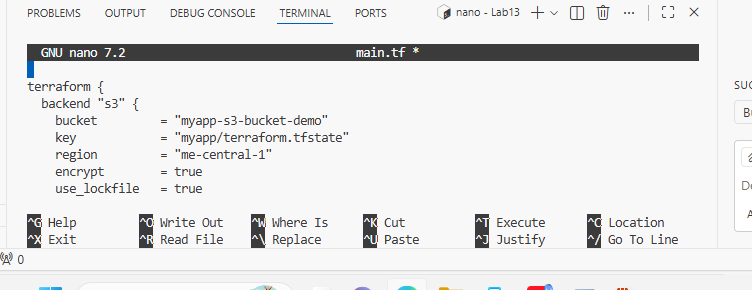 PROBLEMS OUTPUT DEBUG CONSOLE TERMINAL PORTS nano - Lab13
GNU nano 7.2 main.tf *
terraform {
backend "s3" {
bucket = "myapp-s3-bucket-demo"
key = "myapp/terraform.tfstate"
region = "me-central-1"
encrypt = true
use_lockfile = true
^G Help ^O Write Out ^W Where Is ^K Cut ^T Execute ^C Location
^X Exit ^R Read File ^\ Replace ^U Paste ^J Justify ^/ Go To Line
0